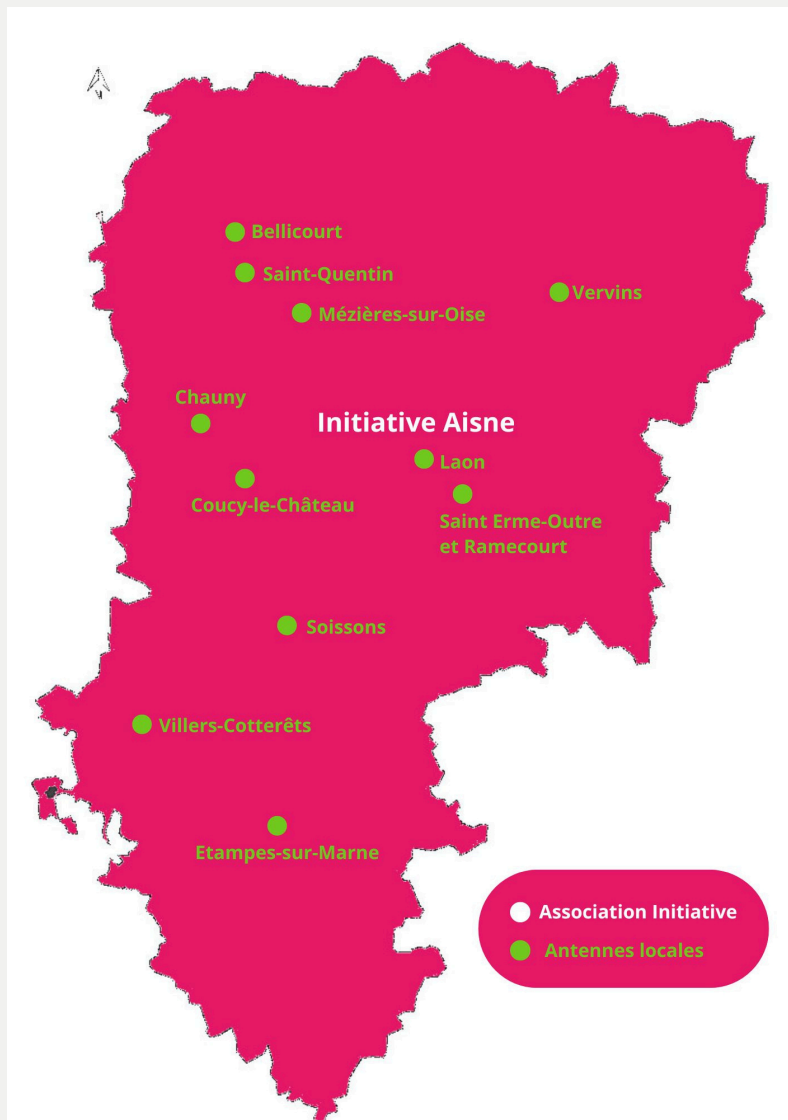 Bellicourt
Saint-Quentin
Vervins
Mézières-sur-Oise
Chauny
Initiative Aisne
Laon
Coucy-le-Château
Saint Erme-Outre
et Ramecourt
Soissons
Villers-Cotterêts
Etampes-sur-Marne
Association Initiative
Antennes locales